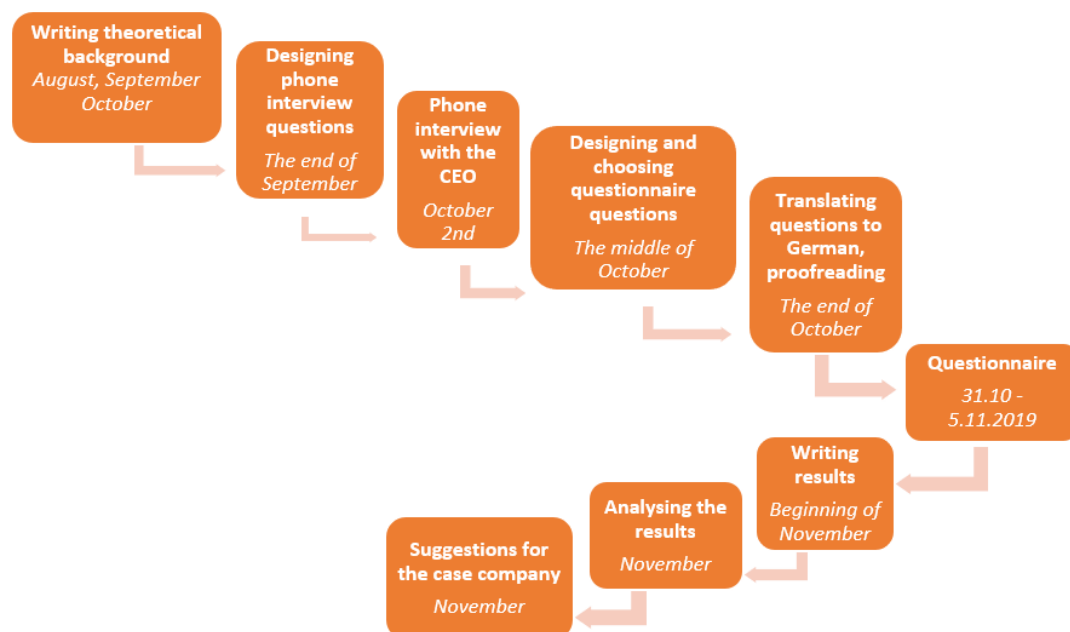 Writing theoretical
background
August, September
October
Designing
phone
interview
questions
The end of
September
Phone
interview
with the
CEO
October
2nd
Designing and
choosing
questionnaire
questions
The middle of
October
Translating
questions to
German,
proofreading
The end of
October
Questionnaire
31.10 -
5.11.2019
Writing
results
Beginning of
November
Analysing the
results
November
Suggestions for
the case company
November